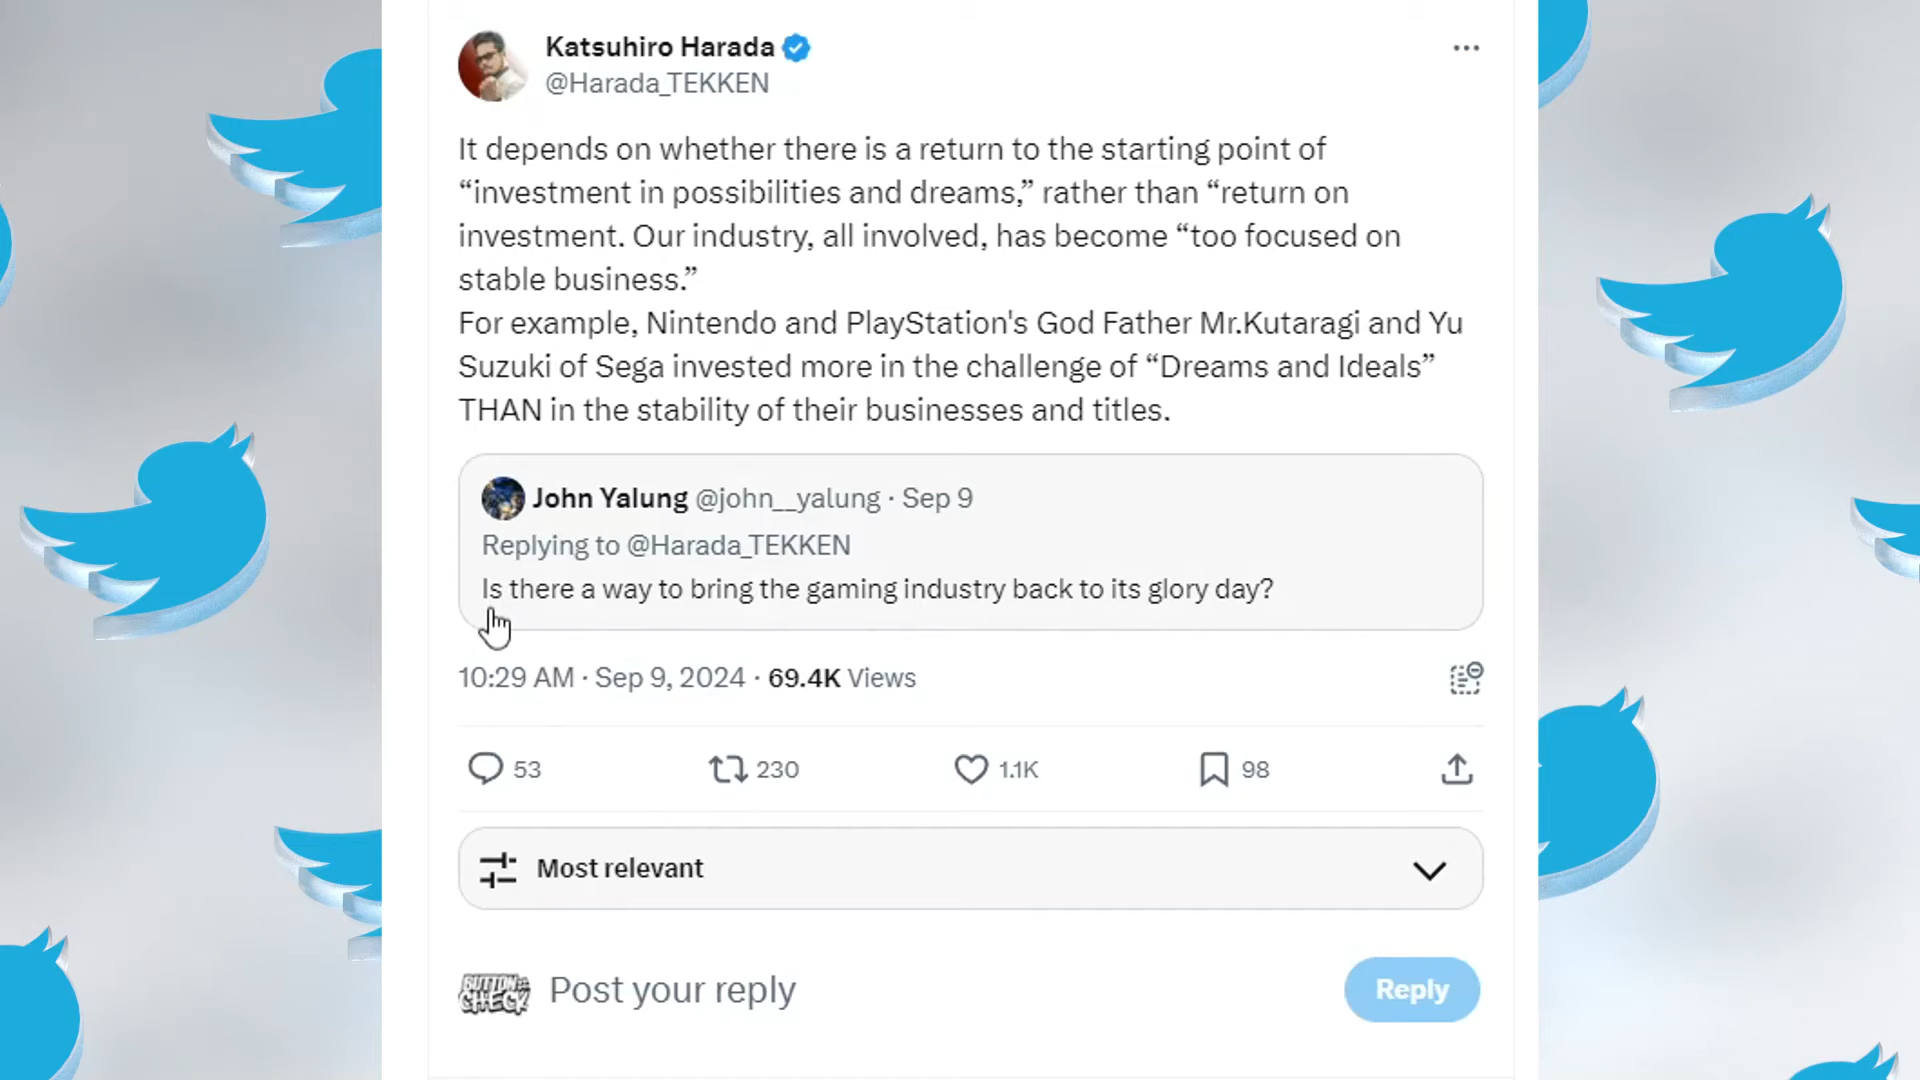 Katsuhiro Harada
@Harada_TEKKEN
It depends on whether there is a return to the starting point of
“investment in possibilities and dreams,” rather than “return on
investment. Our industry, all involved, has become “too focused on
stable business.”
For example, Nintendo and PlayStation's God Father Mr.Kutaragi and Yu
Suzuki of Sega invested more in the challenge of “Dreams and Ideals”
THAN in the stability of their businesses and titles.
John Yalung @john__yalung · Sep 9
Replying to @Harada_TEKKEN
Is there a way to bring the gaming industry back to its glory day?
10:29 AM · Sep 9, 2024 · 69.4K Views
53 230 1.1K 98
Most relevant
BUTTON CHECK Post your reply Reply